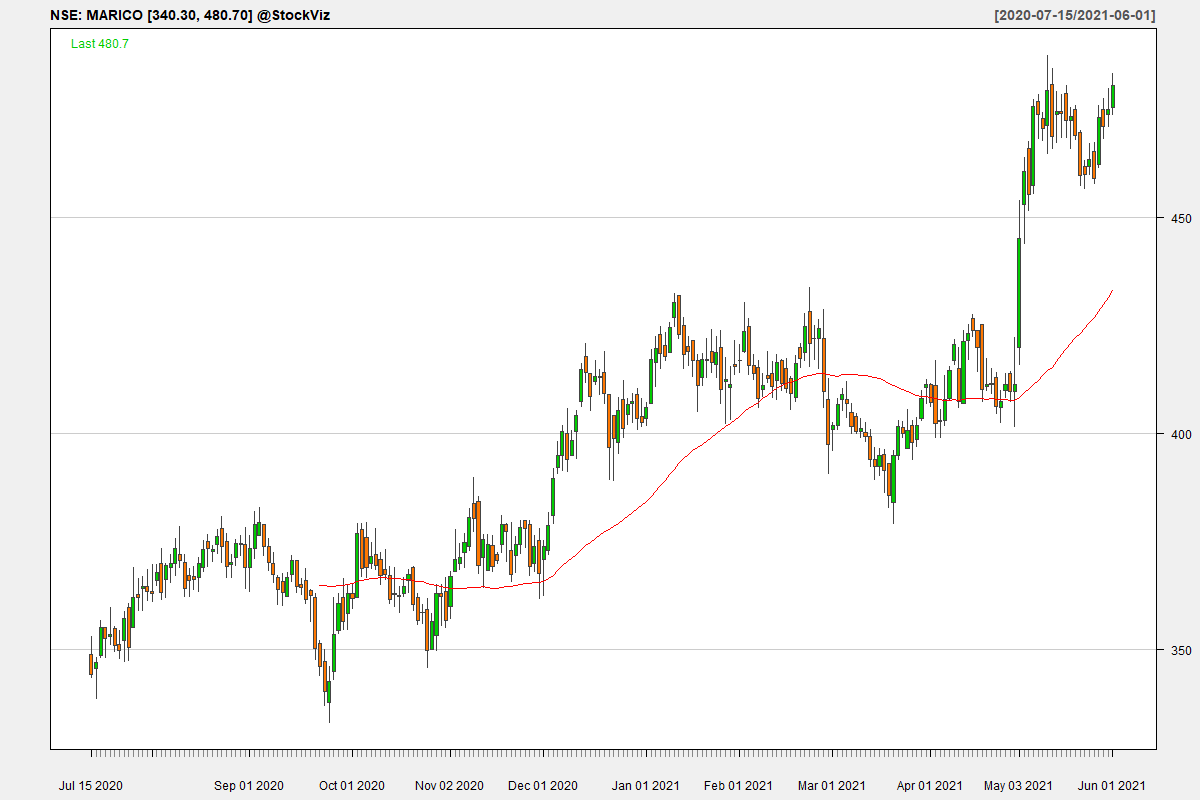 NSE: MARICO [340.30, 480.70] @StockViz
[2020-07-15/2021-06-01]
Last 480.7
450
400
350
Jul 15 2020
Sep 01 2020
Oct 01 2020
Nov 02 2020
Dec 01 2020
Jan 01 2021
Feb 01 2021
Mar 01 2021
Apr 01 2021
May 03 2021
Jun 01 2021